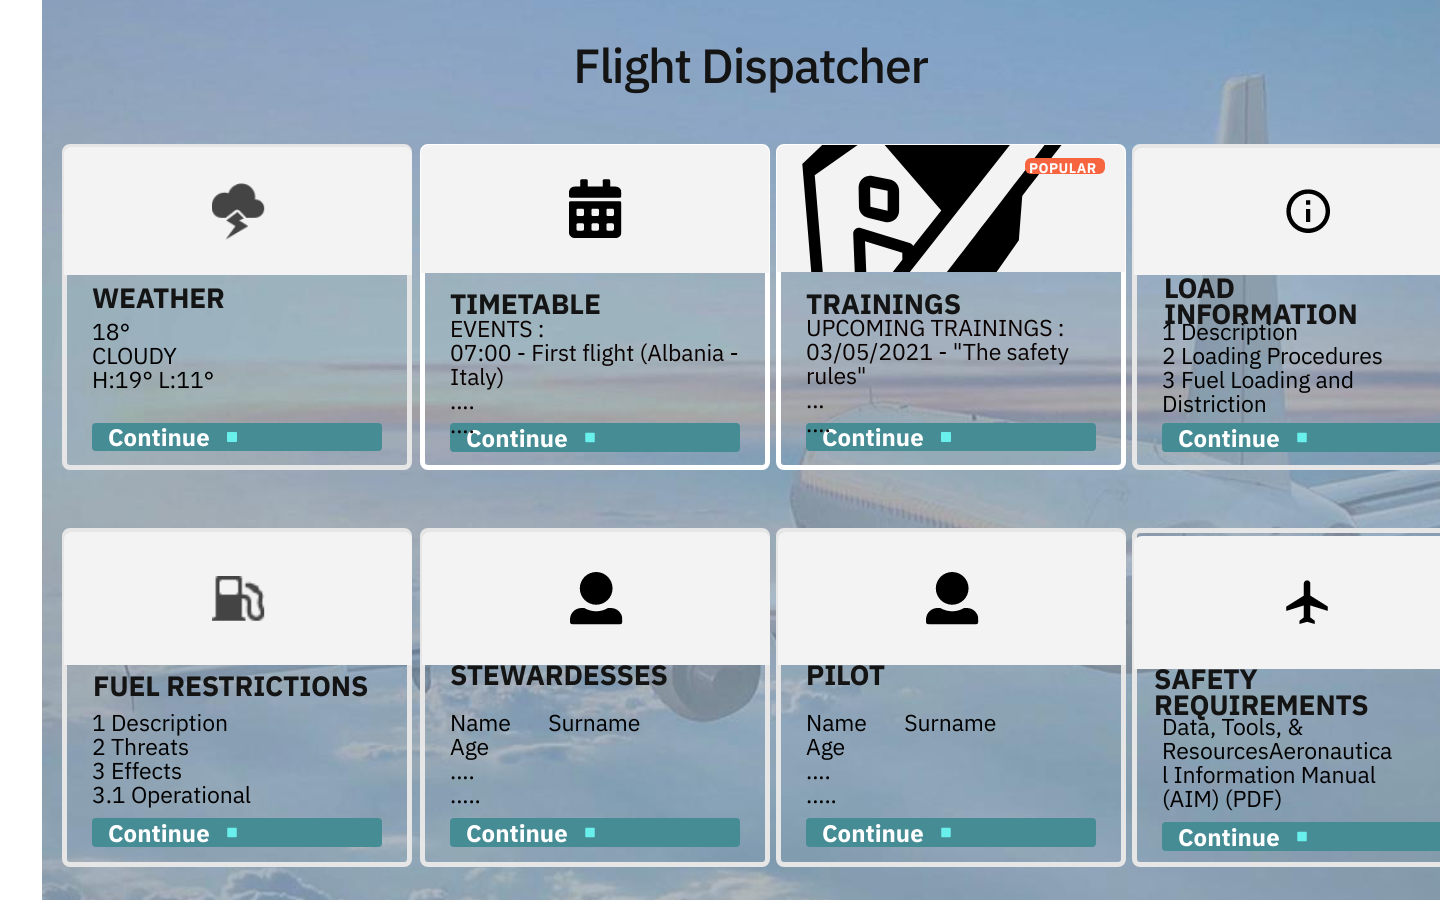 Flight Dispatcher
WEATHER
18°
CLOUDY
H:19° L:11°
Continue
TIMETABLE
EVENTS :
07:00 - First flight (Albania -
Italy)
....
....
Continue
POPULAR
TRAININGS
UPCOMING TRAININGS :
03/05/2021 - "The safety
rules"
...
....
Continue
LOAD
INFORMATION
1 Description
2 Loading Procedures
3 Fuel Loading and
Distriction
Continue
FUEL RESTRICTIONS
1 Description
2 Threats
3 Effects
3.1 Operational
Continue
STEWARDESSES
Name Surname
Age
....
.....
Continue
PILOT
Name Surname
Age
....
.....
Continue
SAFETY
REQUIREMENTS
Data, Tools, &
ResourcesAeronautica
l Information Manual
(AIM) (PDF)
Continue